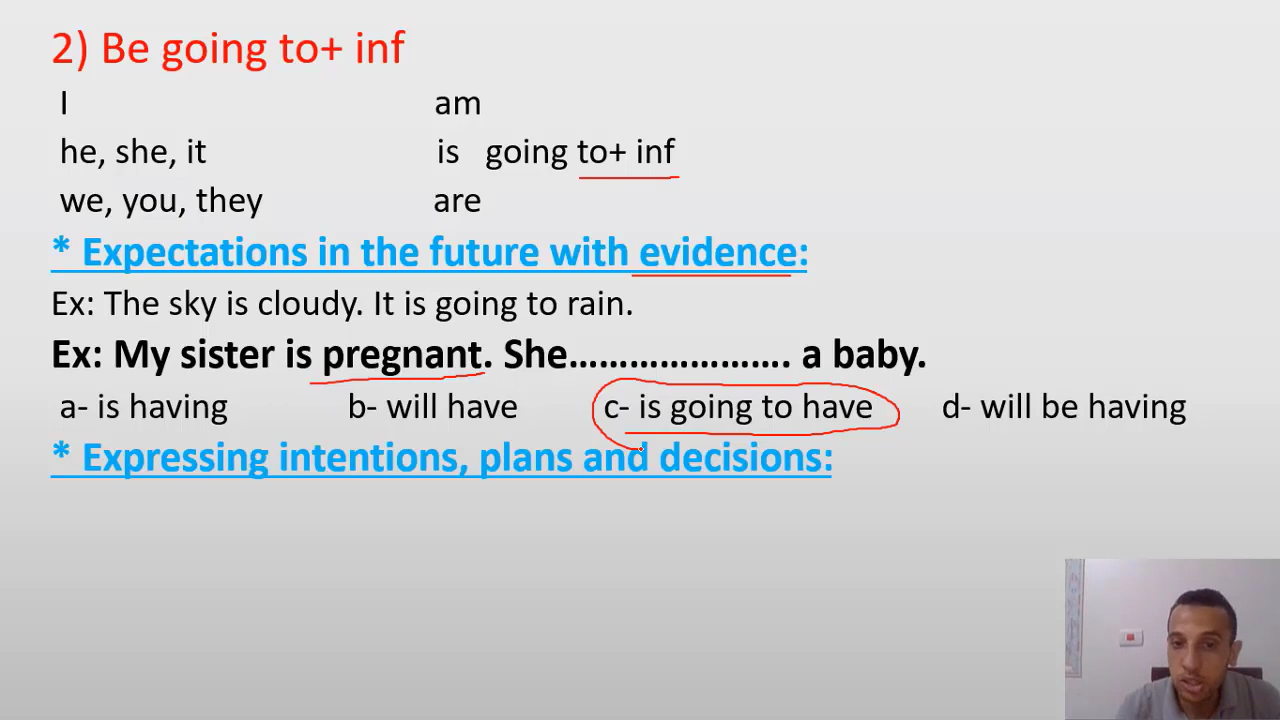 2) Be going to+ inf
I am
he, she, it is going to+ inf
we, you, they are
* Expectations in the future with evidence:
Ex: The sky is cloudy. It is going to rain.
Ex: My sister is pregnant. She…………………. a baby.
a- is having b- will have c- is going to have d- will be having
* Expressing intentions, plans and decisions: